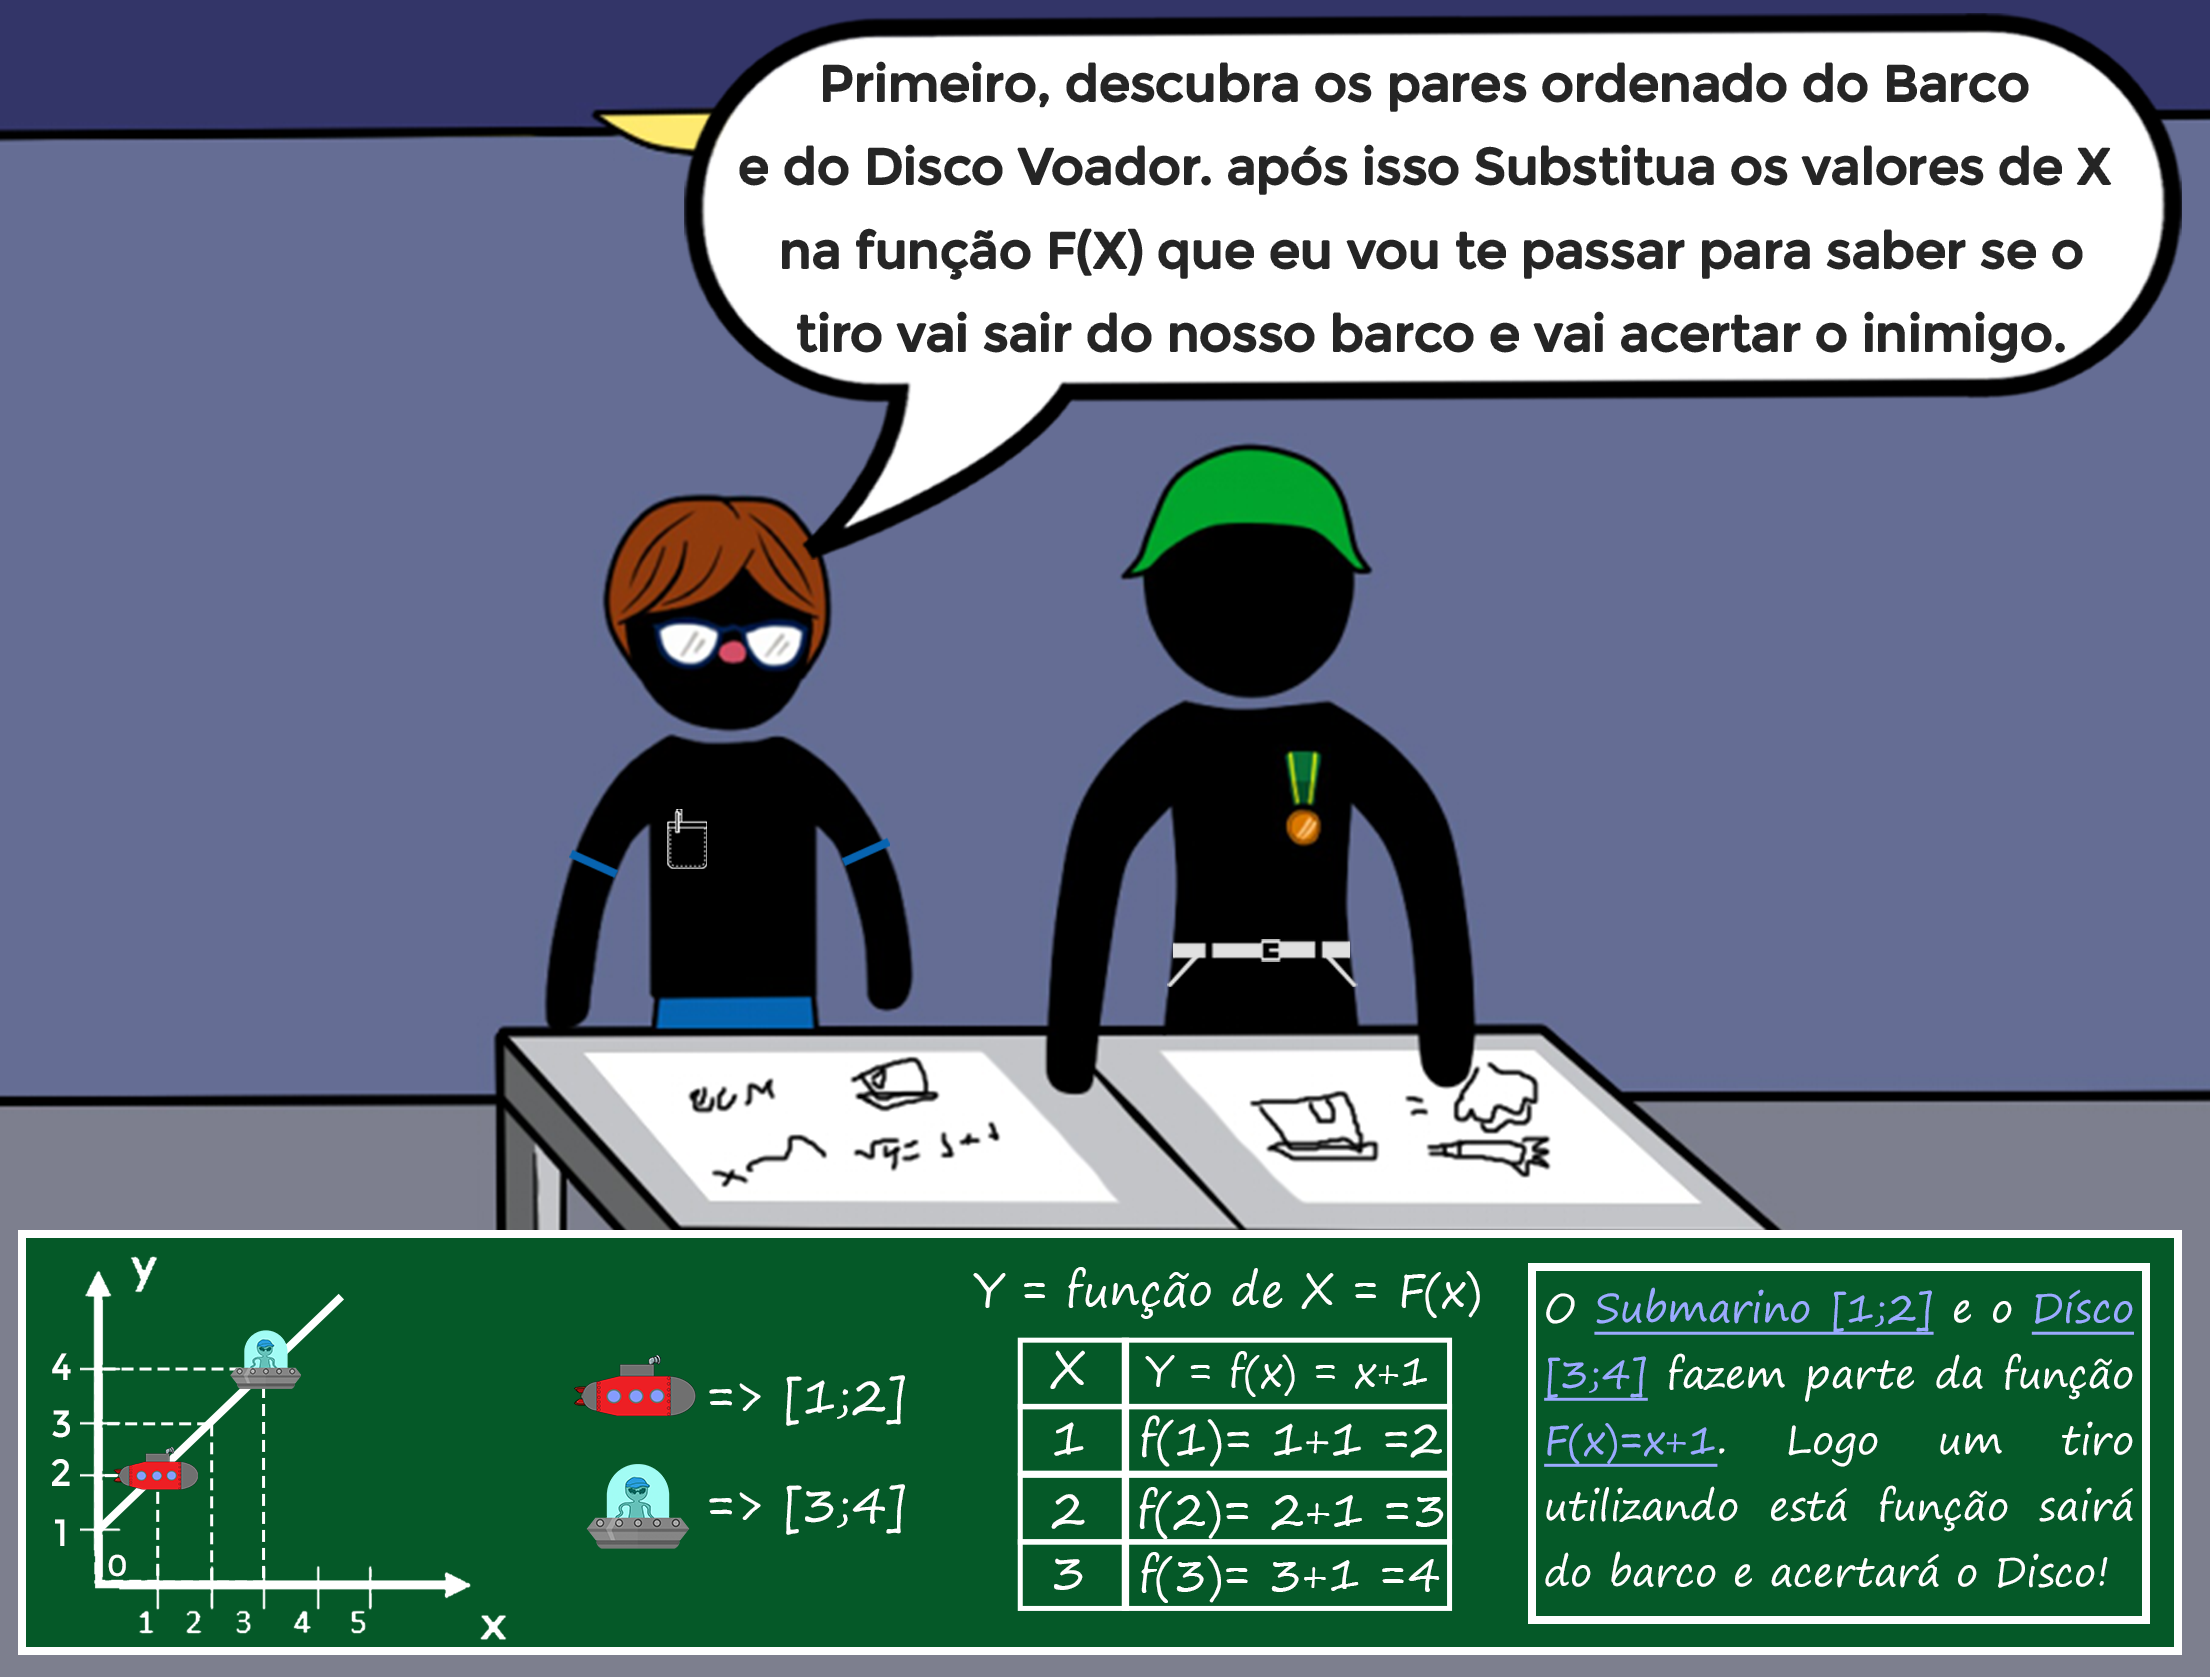 Primeiro, descubra os pares ordenado do Barco
e do Disco Voador. após isso Substitua os valores de X
na função F(X) que eu vou te passar para saber se o
tiro vai sair do nosso barco e vai acertar o inimigo.
y
4
3
2
1
0
1 2 3 4 5
x
=> [1;2]
=> [3;4]
Y = função de X = F(x)
X Y = f(x) = x+1
1 f(1)= 1+1 =2
2 f(2)= 2+1 =3
3 f(3)= 3+1 =4
O Submarino [1;2] e o Dísco
[3;4] fazem parte da função
F(x)=x+1. Logo um tiro
utilizando está função sairá
do barco e acertará o Disco!